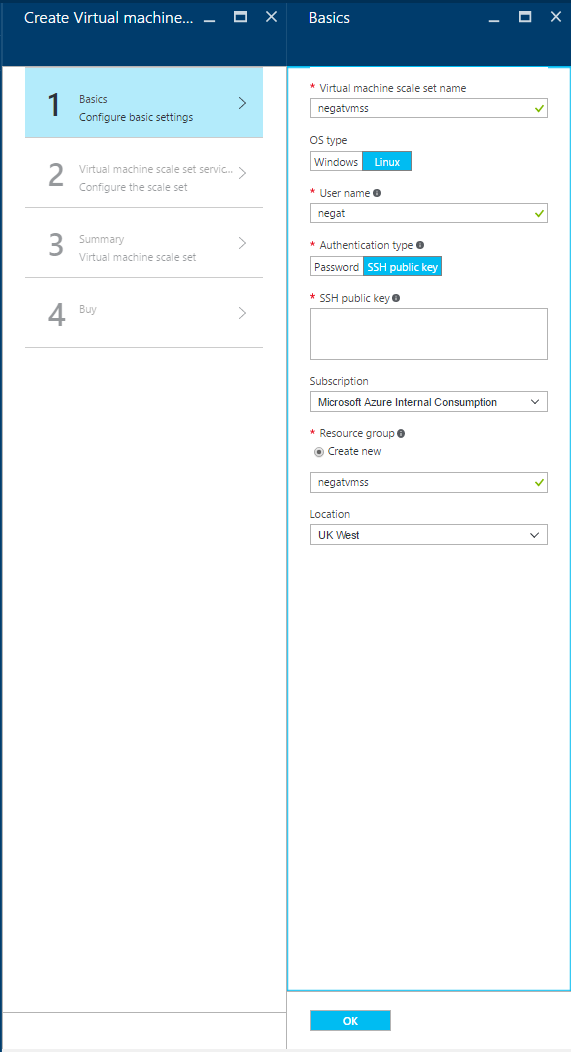 Create Virtual machine...
1
Basics
Configure basic settings
2
Virtual machine scale set servic...
Configure the scale set
3
Summary
Virtual machine scale set
4
Buy
Basics
* Virtual machine scale set name
negatvmss
OS type
Windows Linux
* User name
negat
* Authentication type
Password SSH public key
* SSH public key
Subscription
Microsoft Azure Internal Consumption
* Resource group
Create new
negatvmss
Location
UK West
OK